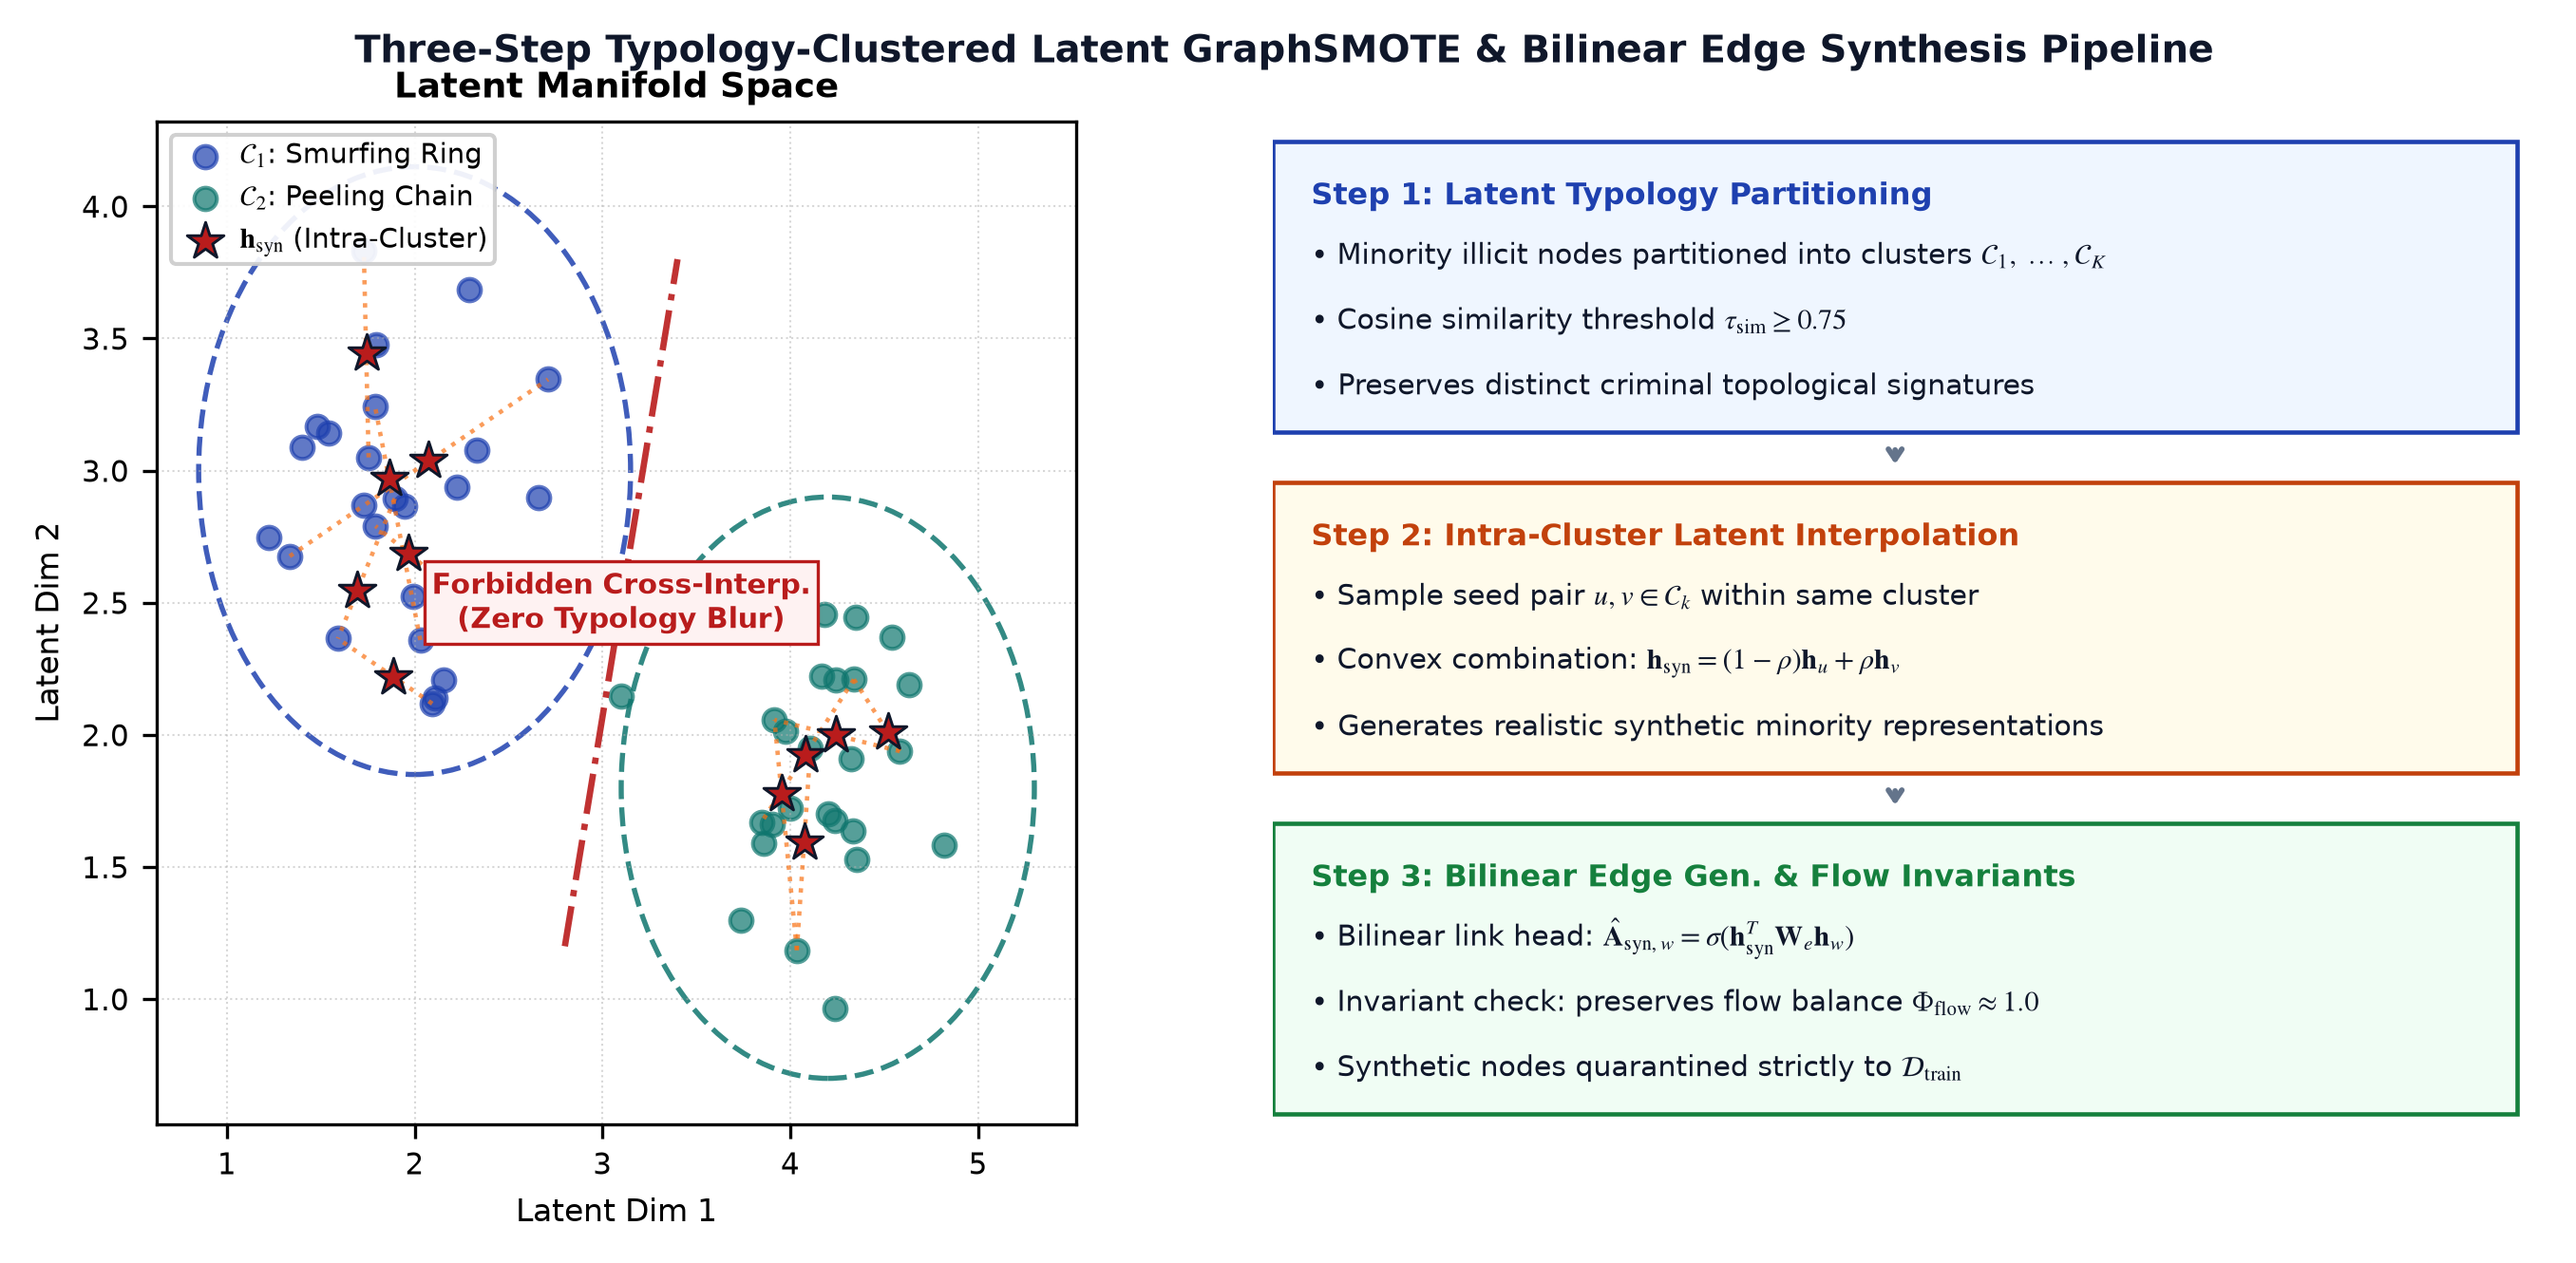 Three-Step Typology-Clustered Latent GraphSMOTE & Bilinear Edge Synthesis Pipeline
Latent Manifold Space
𝒞₁: Smurfing Ring
𝒞₂: Peeling Chain
h_syn (Intra-Cluster)
Forbidden Cross-Interp.
(Zero Typology Blur)
4.0
3.5
3.0
2.5
2.0
1.5
1.0
Latent Dim 2
1
2
3
4
5
Latent Dim 1
Step 1: Latent Typology Partitioning
• Minority illicit nodes partitioned into clusters 𝒞₁, … , 𝒞_K
• Cosine similarity threshold τ_sim ≥ 0.75
• Preserves distinct criminal topological signatures
Step 2: Intra-Cluster Latent Interpolation
• Sample seed pair u, v ∈ 𝒞_k within same cluster
• Convex combination: h_syn = (1 − ρ)h_u + ρh_v
• Generates realistic synthetic minority representations
Step 3: Bilinear Edge Gen. & Flow Invariants
• Bilinear link head: Â_syn, w = σ(h_syn^T W_e h_w)
• Invariant check: preserves flow balance Φ_flow ≈ 1.0
• Synthetic nodes quarantined strictly to 𝒟_train